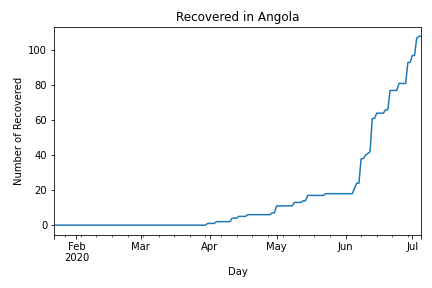 Recovered in Angola
Number of Recovered
100
80
60
40
20
0
Feb
2020
Mar
Apr
May
Jun
Jul
Day